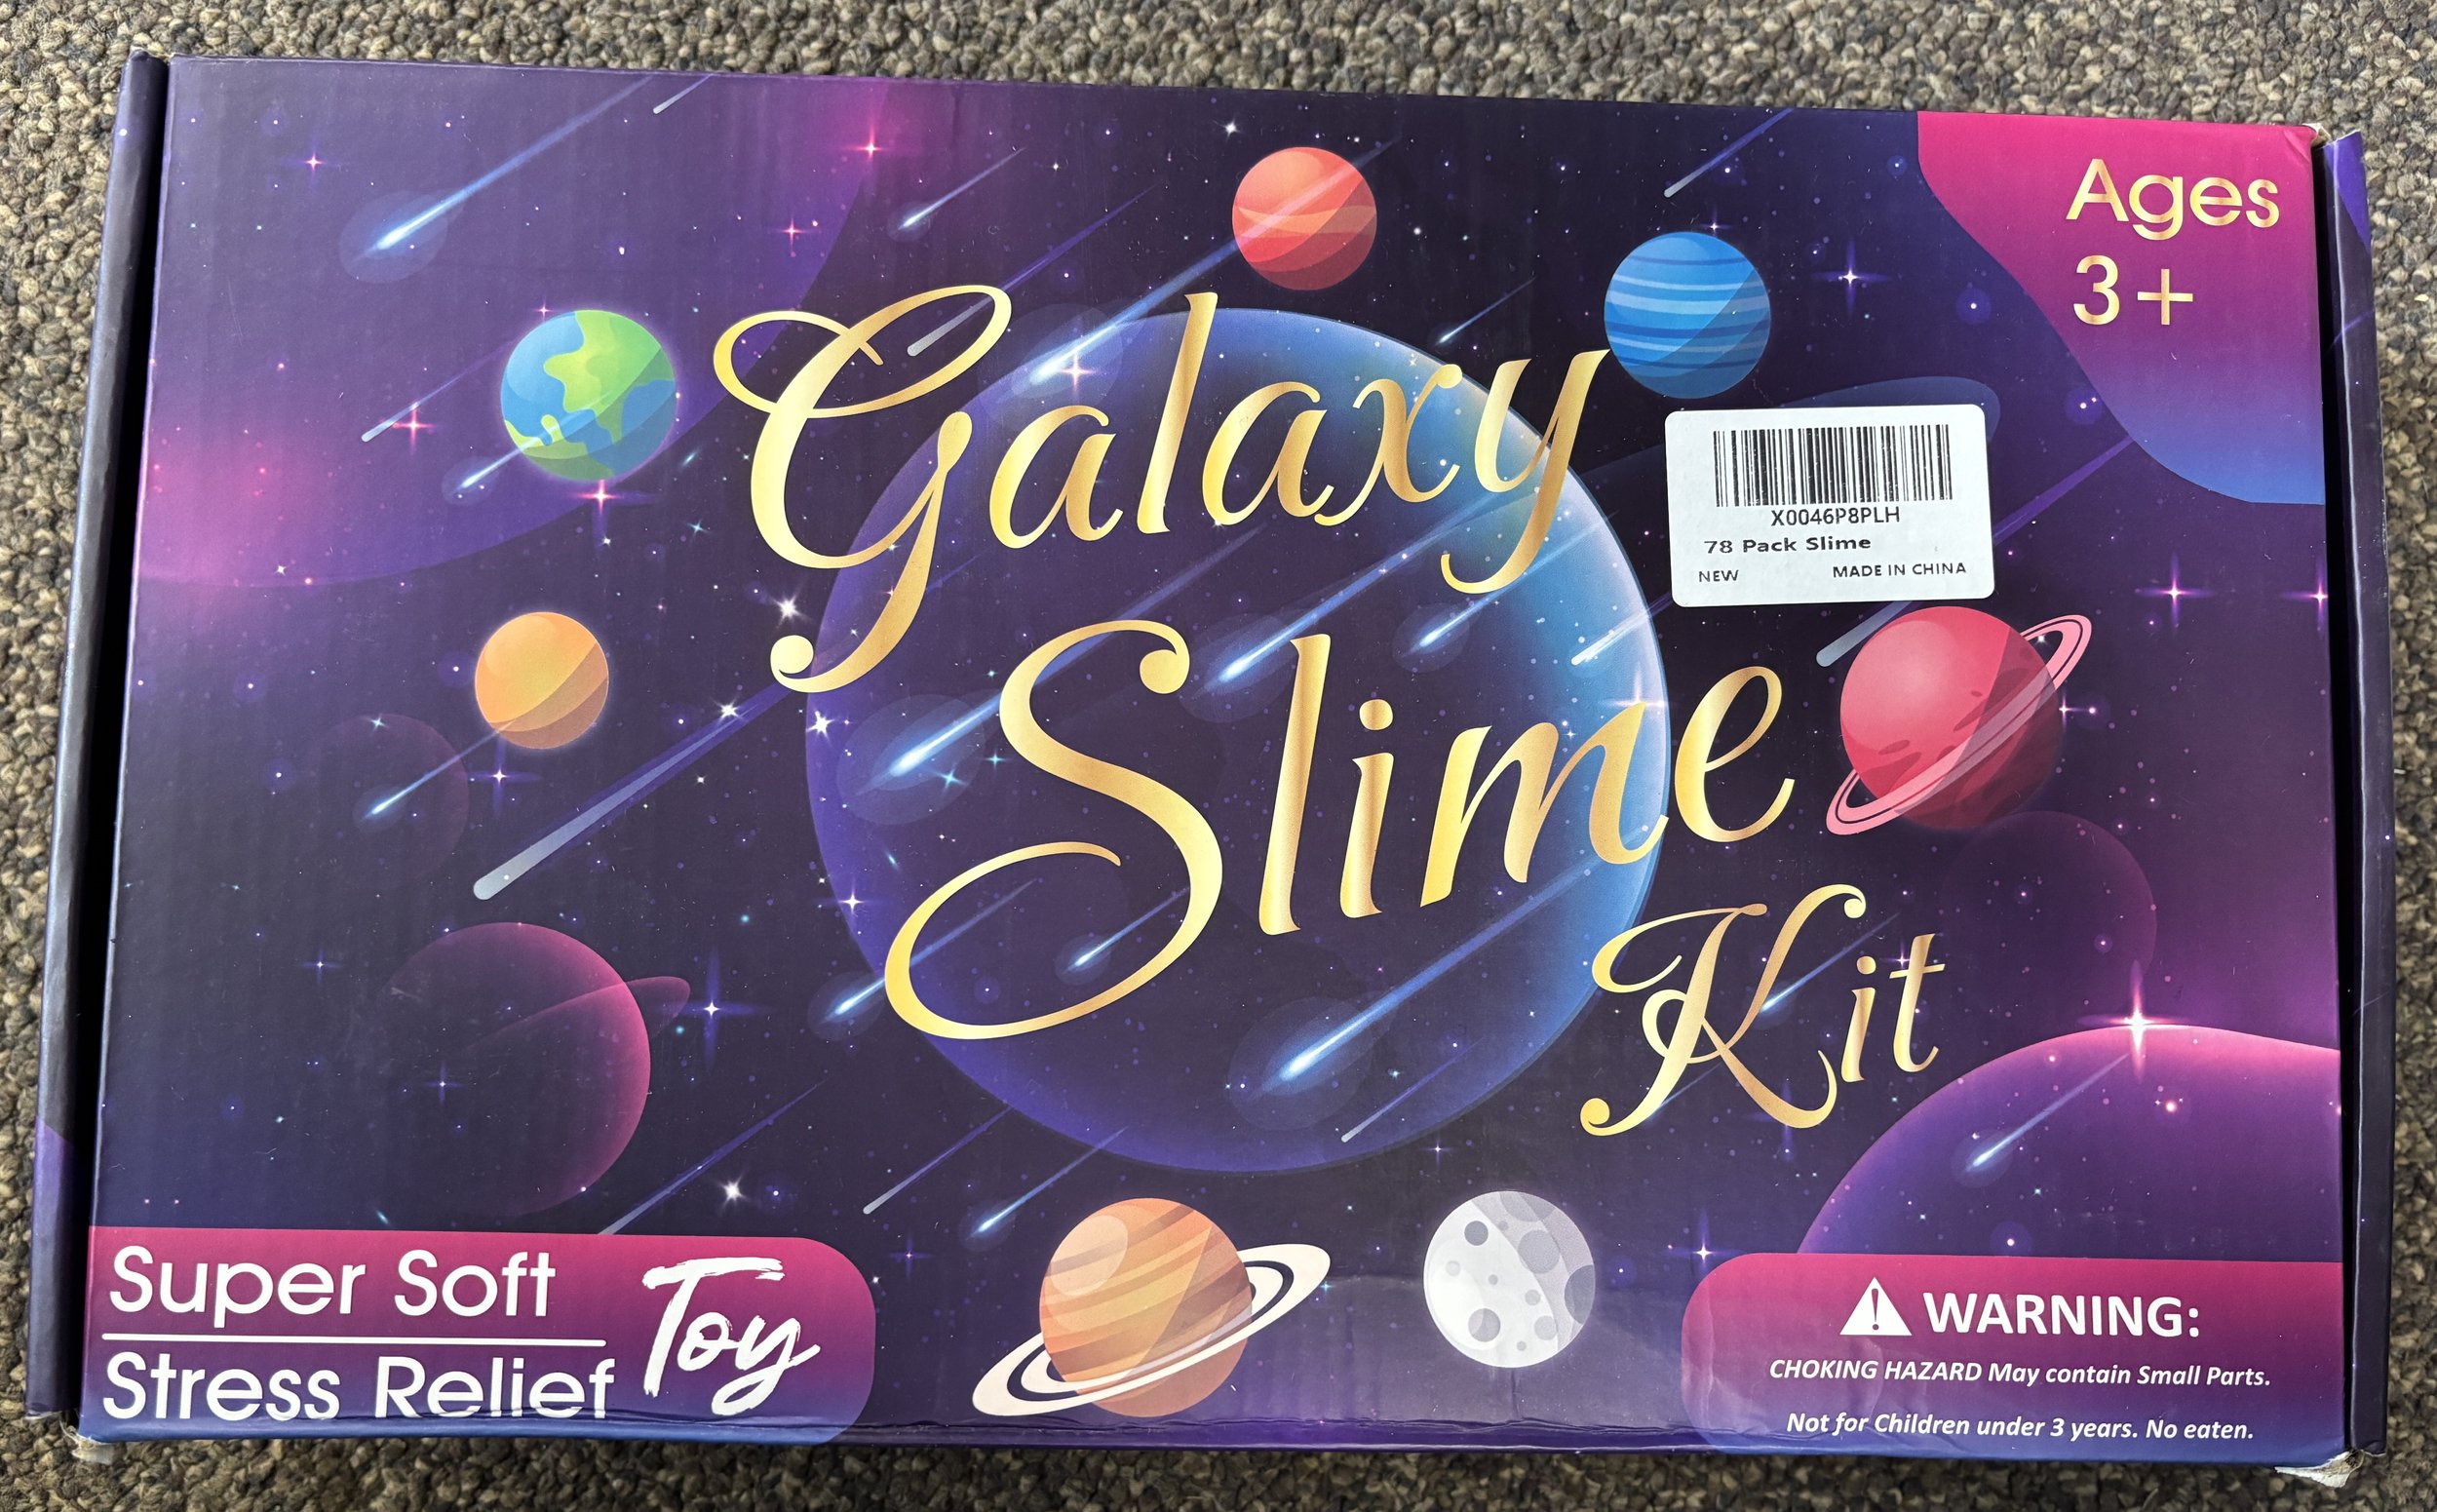 Ages
3+
Galaxy
Slime
Kit
X0046P8PLH
78 Pack Slime
NEW MADE IN CHINA
Super Soft
Stress Relief
Toy
WARNING:
CHOKING HAZARD May contain Small Parts.
Not for Children under 3 years. No eaten.